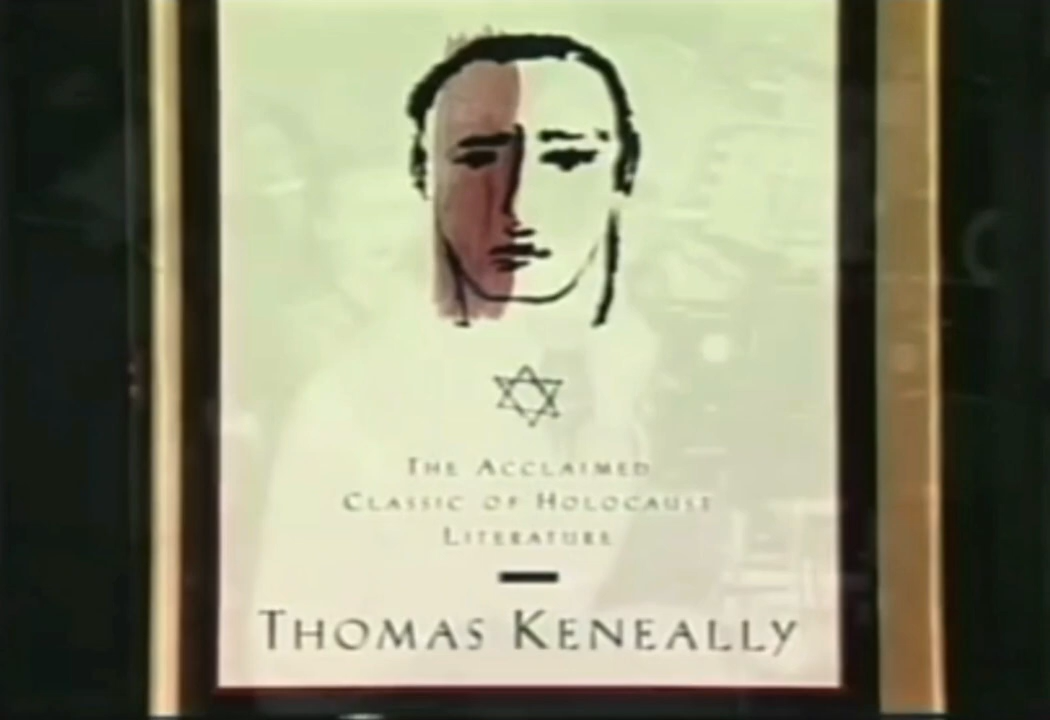 THE ACCLAIMED
CLASSIC OF HOLOCAUST
LITERATURE
THOMAS KENEALLY